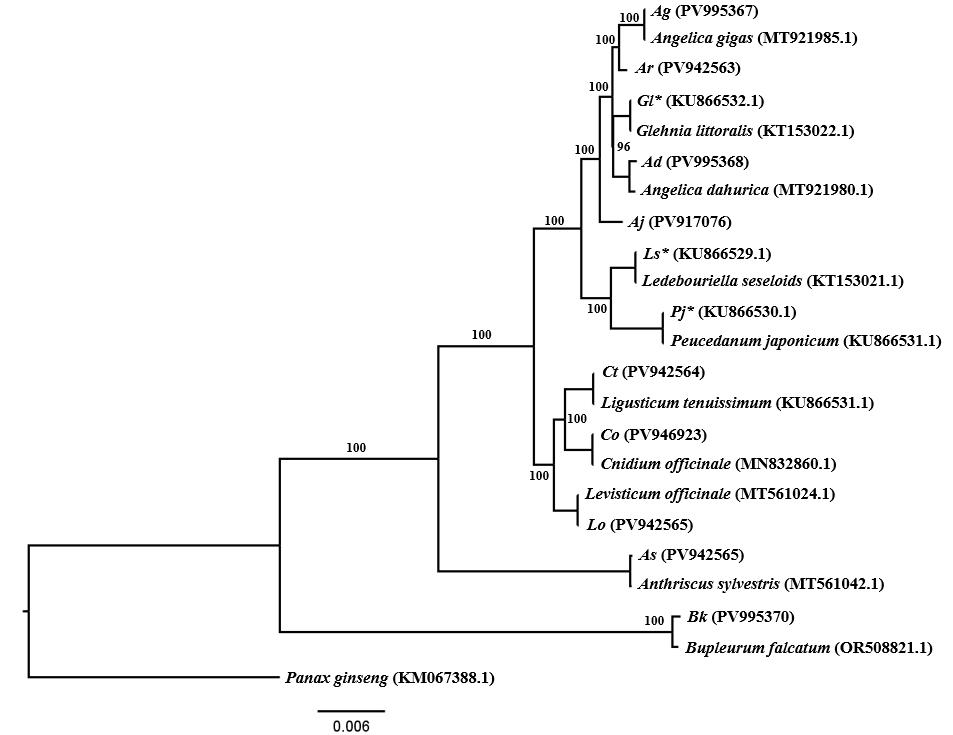 100
Ag (PV995367)
Angelica gigas (MT921985.1)
100
Ar (PV942563)
100
Gl* (KU866532.1)
Glehnia littoralis (KT153022.1)
96
100
Ad (PV995368)
Angelica dahurica (MT921980.1)
Aj (PV917076)
100
Ls* (KU866529.1)
Ledebouriella seseloids (KT153021.1)
100
Pj* (KU866530.1)
Peucedanum japonicum (KU866531.1)
100
Ct (PV942564)
Ligusticum tenuissimum (KU866531.1)
100
Co (PV946923)
Cnidium officinale (MN832860.1)
100
Levisticum officinale (MT561024.1)
Lo (PV942565)
100
As (PV942565)
Anthriscus sylvestris (MT561042.1)
100
Bk (PV995370)
Bupleurum falcatum (OR508821.1)
Panax ginseng (KM067388.1)
0.006